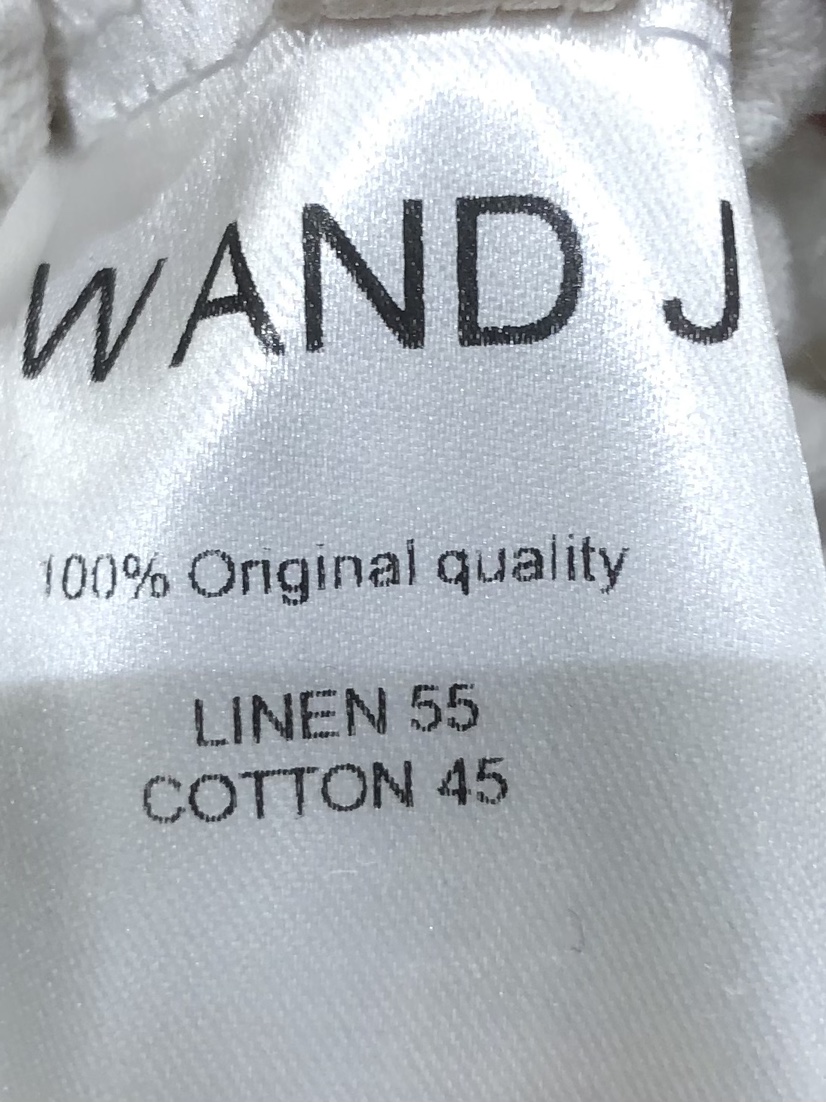 WAND J
100% Original quality
LINEN 55
COTTON 45